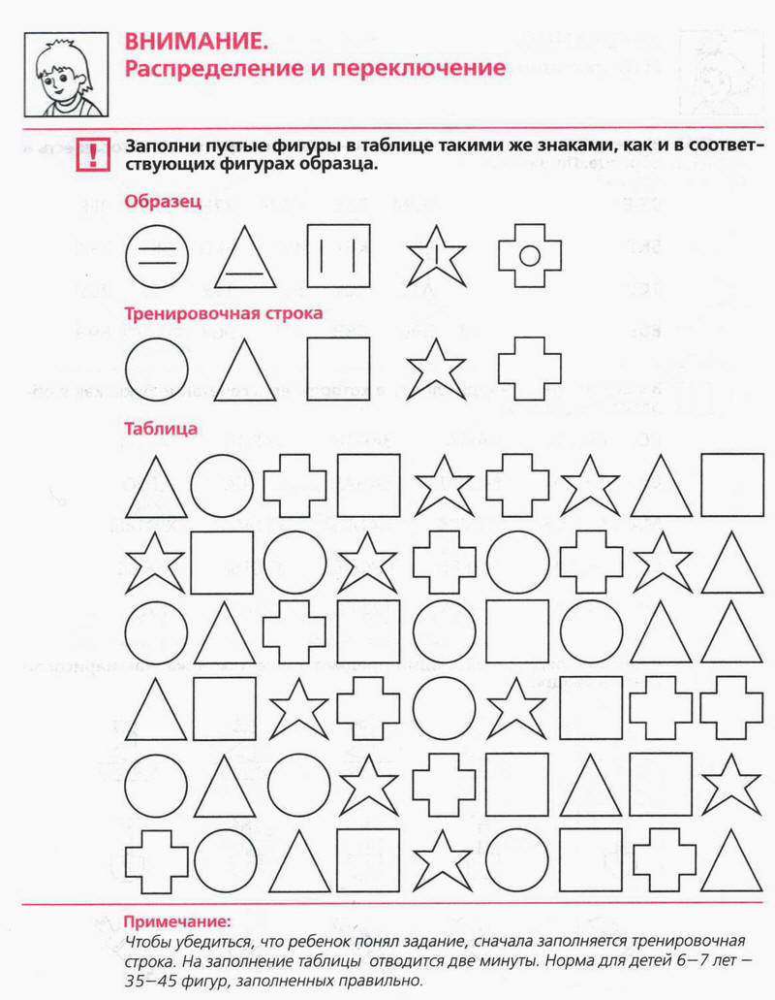 ВНИМАНИЕ.
Распределение и переключение
! Заполни пустые фигуры в таблице такими же знаками, как и в соответ-
ствующих фигурах образца.
Образец
Тренировочная строка
Таблица
Примечание:
Чтобы убедиться, что ребенок понял задание, сначала заполняется тренировочная
строка. На заполнение таблицы отводится две минуты. Норма для детей 6—7 лет —
35—45 фигур, заполненных правильно.